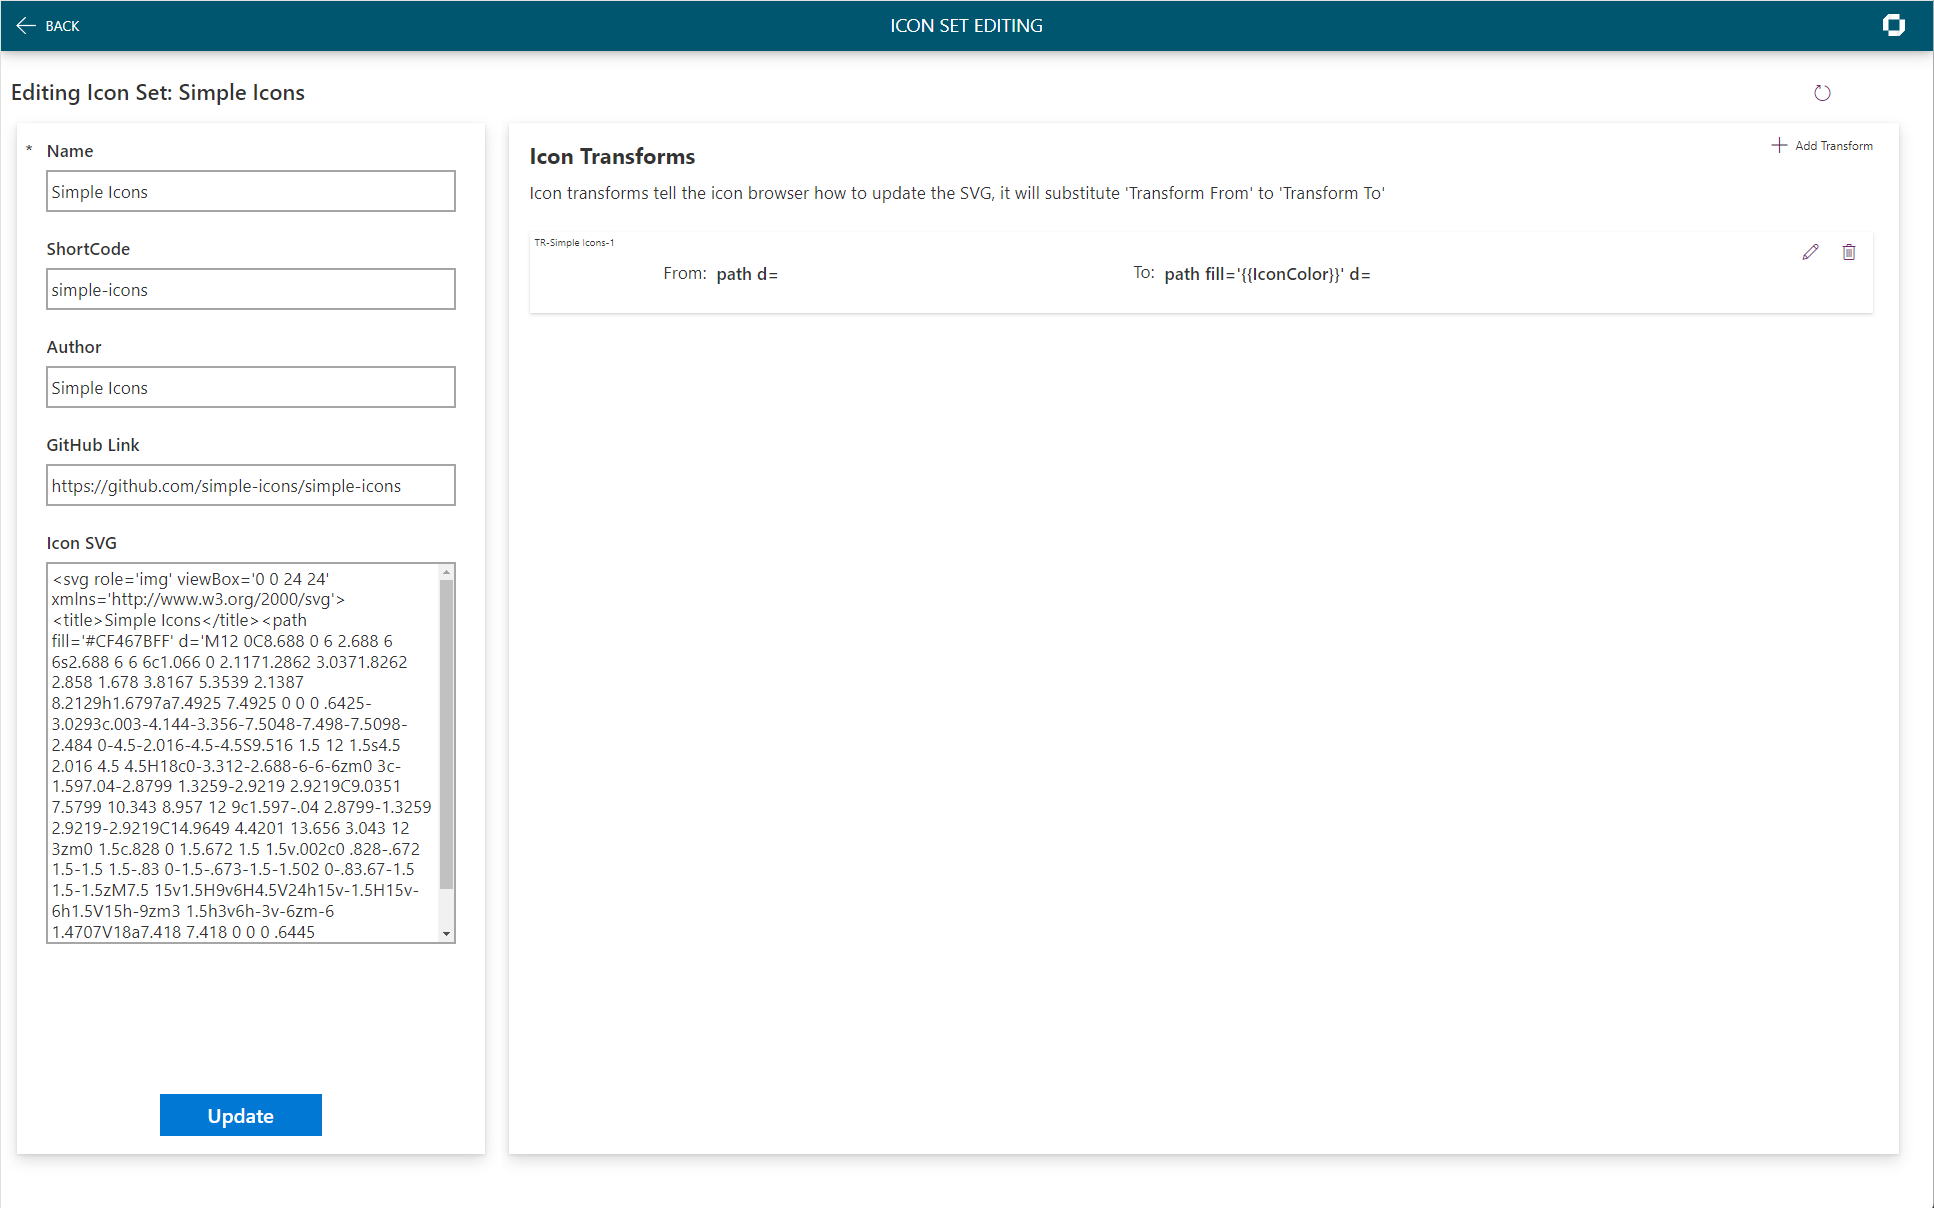 BACK
ICON SET EDITING
Editing Icon Set: Simple Icons
* Name
Simple Icons
ShortCode
simple-icons
Author
Simple Icons
GitHub Link
https://github.com/simple-icons/simple-icons
Icon SVG
<svg role='img' viewBox='0 0 24 24'
xmlns='http://www.w3.org/2000/svg'>
<title>Simple Icons</title><path
fill='#CF467BFF' d='M12 0C8.688 0 6 2.688 6
6s2.688 6 6 6c1.066 0 2.1171.2862 3.0371.8262
2.858 1.678 3.8167 5.3539 2.1387
8.2129h1.6797a7.4925 7.4925 0 0 0 .6425-
3.0293c.003-4.144-3.356-7.5048-7.498-7.5098-
2.484 0-4.5-2.016-4.5-4.5S9.516 1.5 12 1.5s4.5
2.016 4.5 4.5H18c0-3.312-2.688-6-6-6zm0 3c-
1.597.04-2.8799 1.3259-2.9219 2.9219C9.0351
7.5799 10.343 8.957 12 9c1.597-.04 2.8799-1.3259
2.9219-2.9219C14.9649 4.4201 13.656 3.043 12
3zm0 1.5c.828 0 1.5.672 1.5 1.5v.002c0 .828-.672
1.5-1.5 1.5-.83 0-1.5-.673-1.5-1.502 0-.83.67-1.5
1.5-1.5zM7.5 15v1.5H9v6H4.5V24h15v-1.5H15v-
6h1.5V15h-9zm3 1.5h3v6h-3v-6zm-6
1.4707V18a7.418 7.418 0 0 0 .6445
Update
Icon Transforms
Add Transform
Icon transforms tell the icon browser how to update the SVG, it will substitute 'Transform From' to 'Transform To'
TR-Simple Icons-1
From: path d=
To: path fill='{{IconColor}}' d=